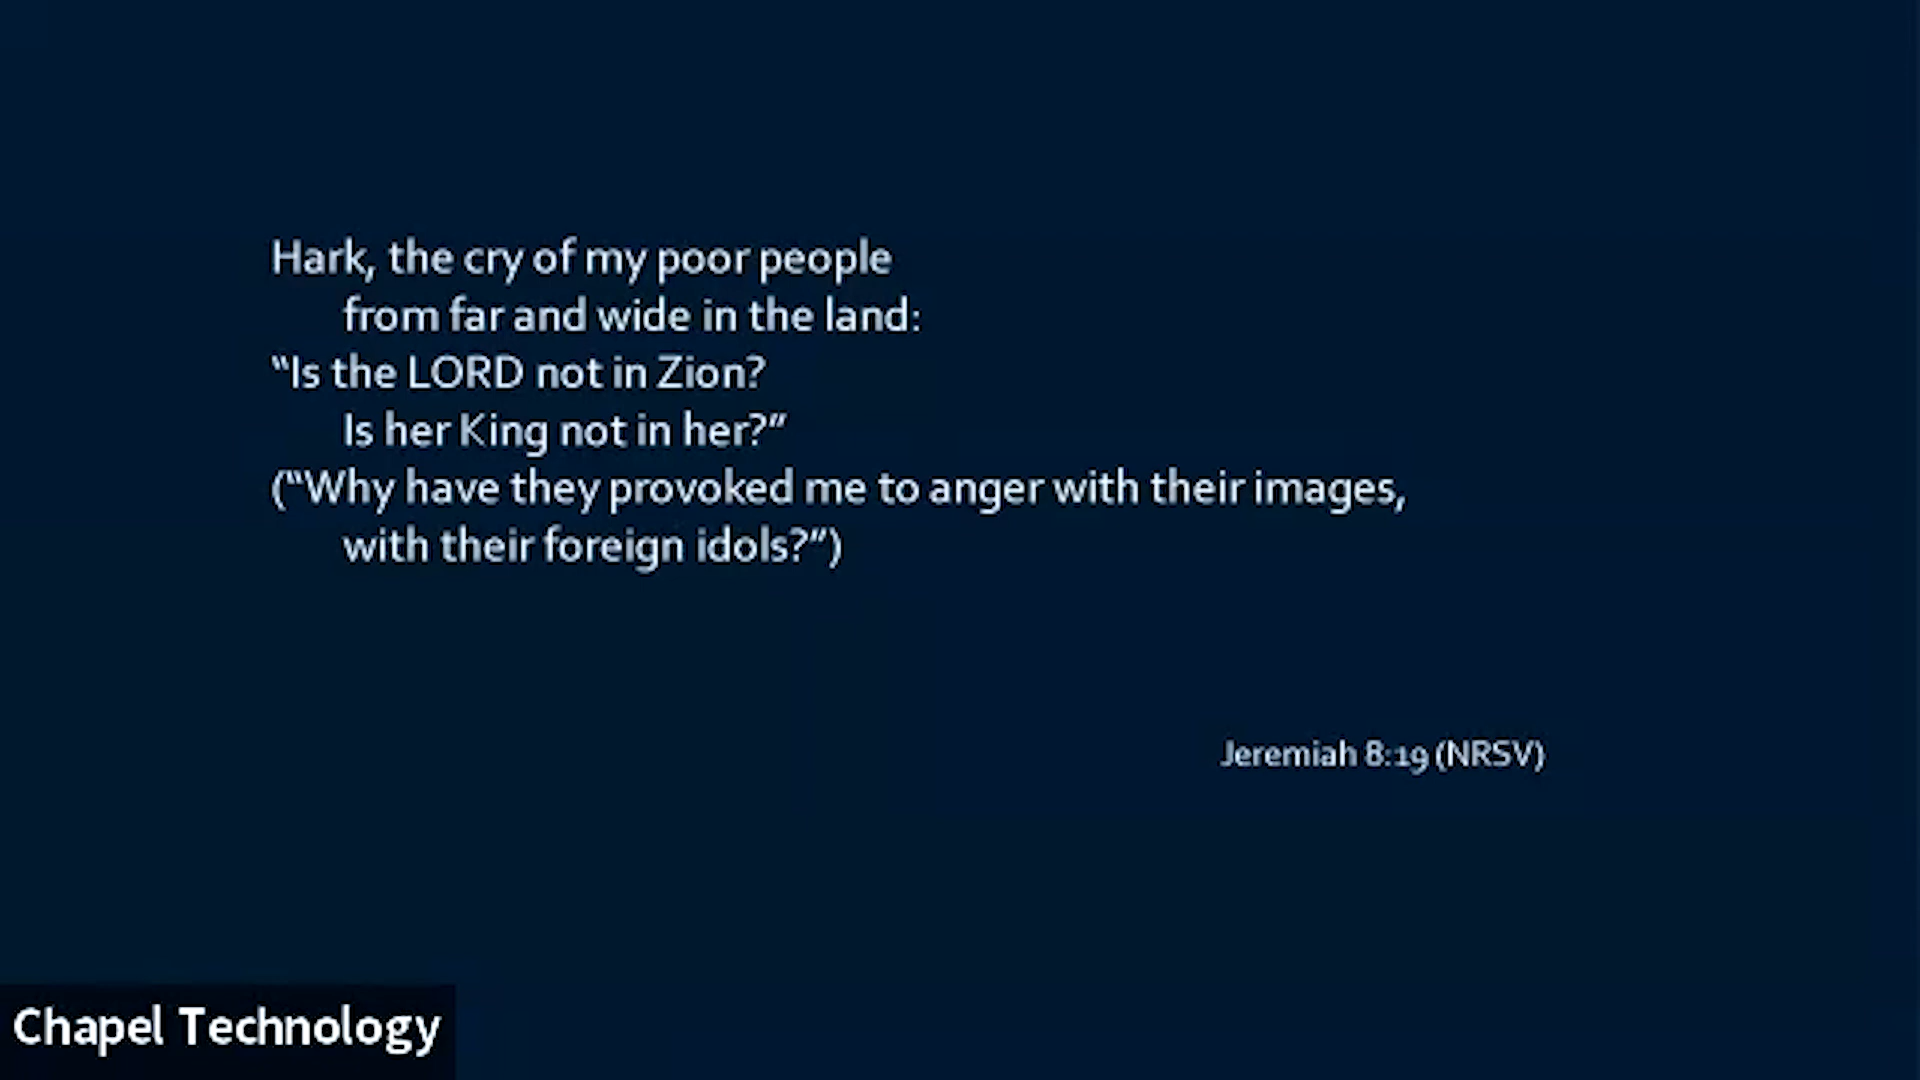 Hark, the cry of my poor people
from far and wide in the land:
“Is the LORD not in Zion?
Is her King not in her?”
(“Why have they provoked me to anger with their images,
with their foreign idols?”)
Jeremiah 8:19 (NRSV)
Chapel Technology